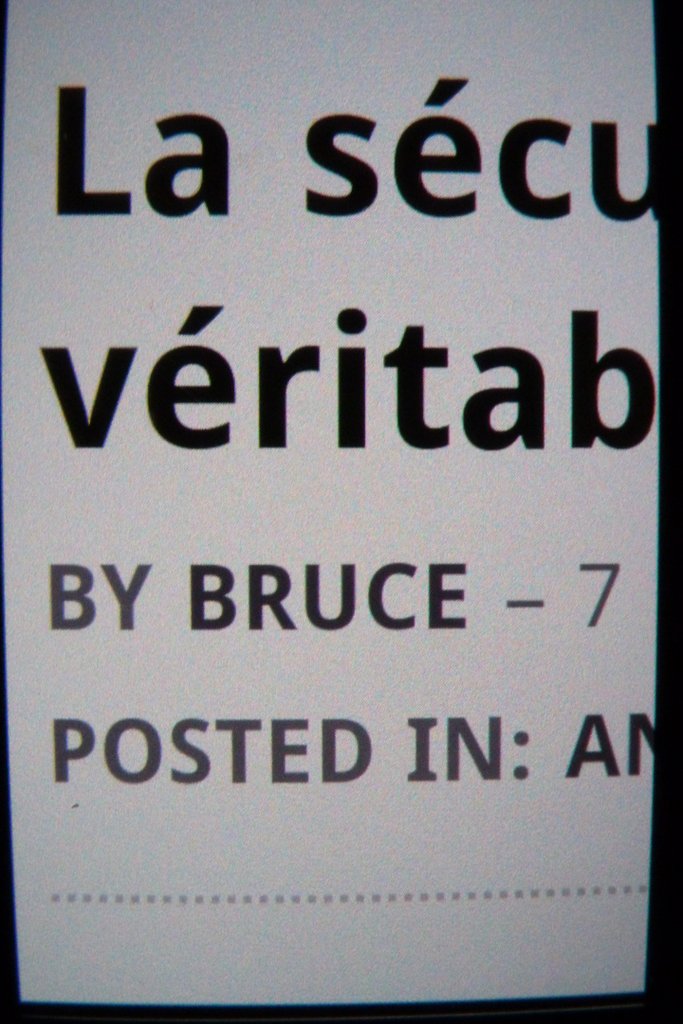 La sécu
véritab
BY BRUCE – 7
POSTED IN: AN